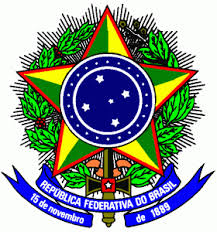 REPÚBLICA FEDERATIVA DO BRASIL
15 de novembro de 1889